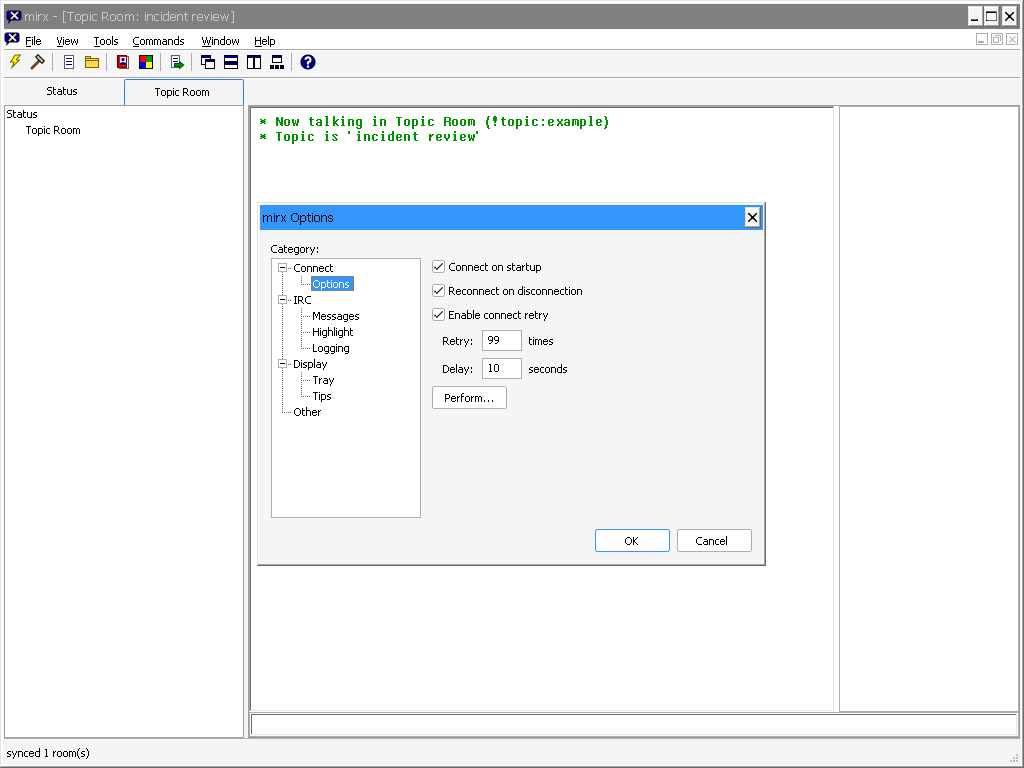 mirx - [Topic Room: incident review]
File View Tools Commands Window Help
Status Topic Room
Status
Topic Room
* Now talking in Topic Room (!topic:example)
* Topic is 'incident review'
mirx Options
Category:
Connect
Options
IRC
Messages
Highlight
Logging
Display
Tray
Tips
Other
Connect on startup
Reconnect on disconnection
Enable connect retry
Retry: 99 times
Delay: 10 seconds
Perform...
OK Cancel
synced 1 room(s)